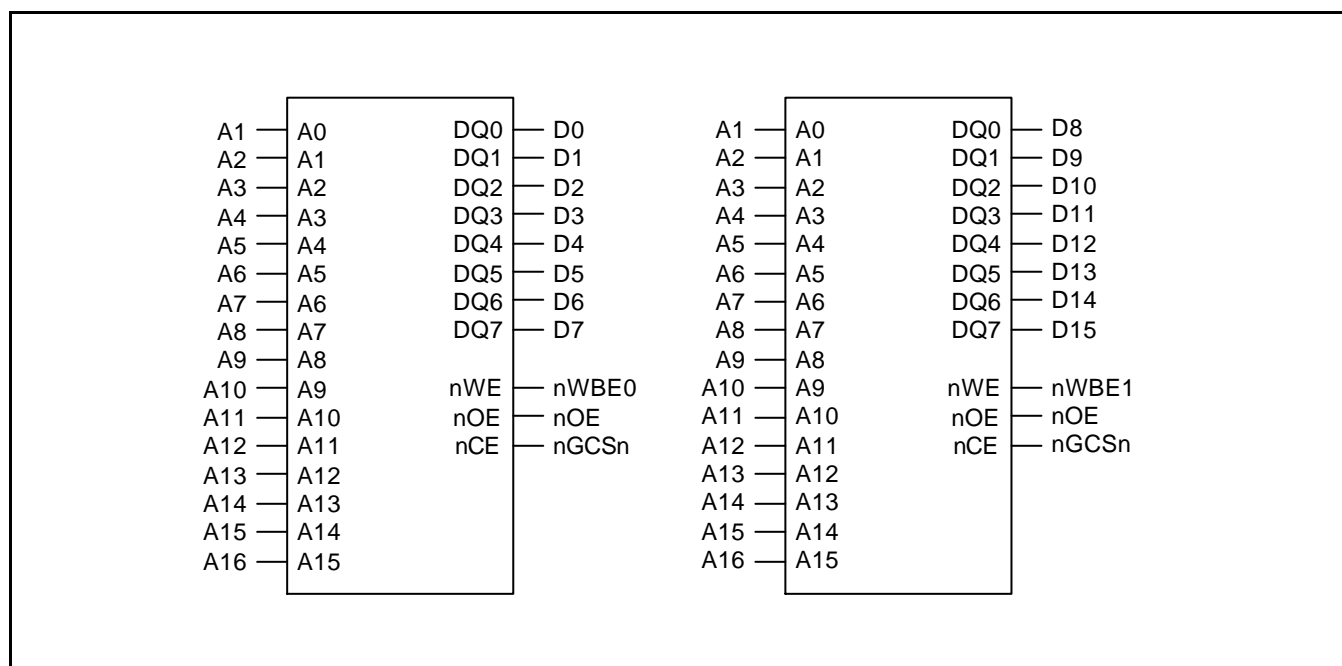 A1 A0 DQ0 D0 A1 A0 DQ0 D8
A2 A1 DQ1 D1 A2 A1 DQ1 D9
A3 A2 DQ2 D2 A3 A2 DQ2 D10
A4 A3 DQ3 D3 A4 A3 DQ3 D11
A5 A4 DQ4 D4 A5 A4 DQ4 D12
A6 A5 DQ5 D5 A6 A5 DQ5 D13
A7 A6 DQ6 D6 A7 A6 DQ6 D14
A8 A7 DQ7 D7 A8 A7 DQ7 D15
A9 A8 A9 A8
A10 A9 nWE nWBE0 A10 A9 nWE nWBE1
A11 A10 nOE nOE A11 A10 nOE nOE
A12 A11 nCE nGCSn A12 A11 nCE nGCSn
A13 A12 A13 A12
A14 A13 A14 A13
A15 A14 A15 A14
A16 A15 A16 A15